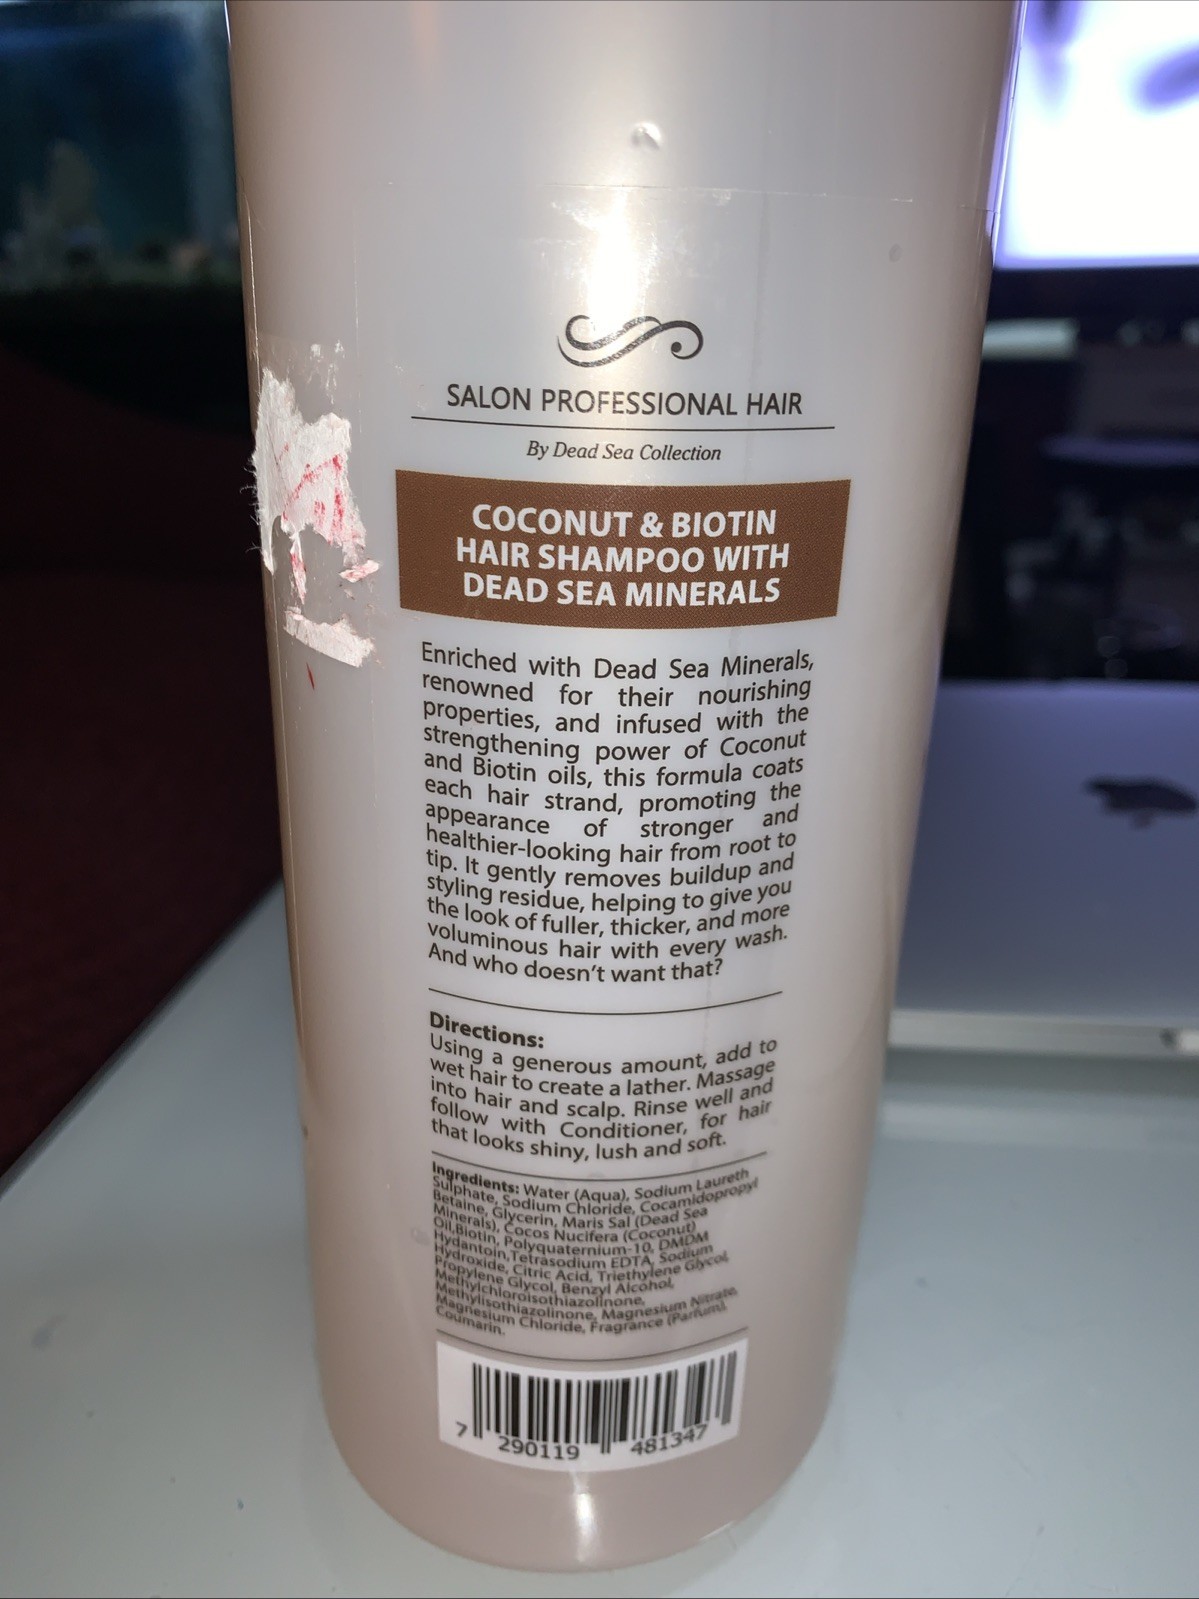 SALON PROFESSIONAL HAIR
By Dead Sea Collection
COCONUT & BIOTIN
HAIR SHAMPOO WITH
DEAD SEA MINERALS
Enriched with Dead Sea Minerals,
renowned for their nourishing
properties, and infused with the
strengthening power of Coconut
and Biotin oils, this formula coats
each hair strand, promoting the
appearance of stronger and
healthier-looking hair from root to
tip. It gently removes buildup and
styling residue, helping to give you
the look of fuller, thicker, and more
voluminous hair with every wash.
And who doesn't want that?
Directions:
Using a generous amount, add to
wet hair to create a lather. Massage
into hair and scalp. Rinse well and
follow with Conditioner, for hair
that looks shiny, lush and soft.
Ingredients: Water (Aqua), Sodium Laureth
Sulphate, Sodium Chloride, Cocamidopropyl
Betaine, Glycerin, Maris Sal (Dead Sea
Minerals), Cocos Nucifera (Coconut)
Oil,Biotin, Polyquaternium-10, DMDM
Hydantoin,Tetrasodium EDTA, Sodium
Hydroxide, Citric Acid, Triethylene Glycol,
Propylene Glycol, Benzyl Alcohol,
Methylchloroisothiazolinone,
Methylisothiazolinone, Magnesium Nitrate,
Magnesium Chloride, Fragrance (Parfum),
Coumarin.
7 290119 481347